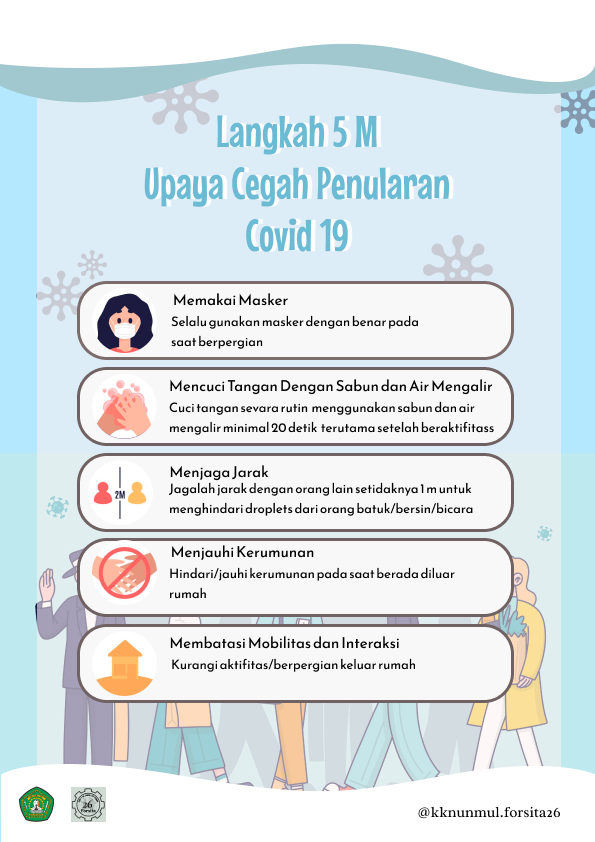 Langkah 5 M
Upaya Cegah Penularan
Covid 19
Memakai Masker
Selalu gunakan masker dengan benar pada
saat berpergian
Mencuci Tangan Dengan Sabun dan Air Mengalir
Cuci tangan sevara rutin menggunakan sabun dan air
mengalir minimal 20 detik terutama setelah beraktifitass
2M
Menjaga Jarak
Jagalah jarak dengan orang lain setidaknya 1 m untuk
menghindari droplets dari orang batuk/bersin/bicara
Menjauhi Kerumunan
Hindari/jauhi kerumunan pada saat berada diluar
rumah
Membatasi Mobilitas dan Interaksi
Kurangi aktifitas/berpergian keluar rumah
26
Forsita
@kknunmul.forsita26